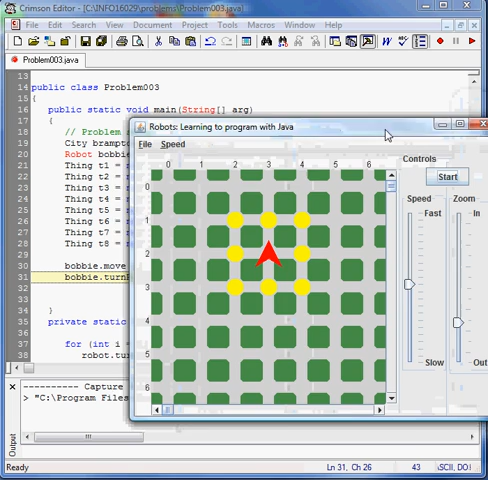 Crimson Editor - [C:\INFO16029\problems\Problem003.java]
File Edit Search View Document Project Tools Macros Window Help
Problem003.java
13
14 public class Problem003
15 {
16 public static void main(String[] arg)
17 {
18 // Problem
19 City brampto
20 Robot bobbie
21 Thing t1 =
22 Thing t2 =
23 Thing t3 =
24 Thing t4 =
25 Thing t5 =
26 Thing t6 =
27 Thing t7 =
28 Thing t8 =
30 bobbie.move
31 bobbie.turn
32
33
34 }
35 private static
36
37 for (int i =
38 robot.tur
Robots: Learning to program with Java
File Speed
0 1 2 3 4 5 6
0
1
2
3
4
5
6
Controls
Start
Speed Zoom
Fast In
Slow Out
Output
---------- Capture
> "C:\Program Files
Ready Ln 31, Ch 26 43 ASCII, DO